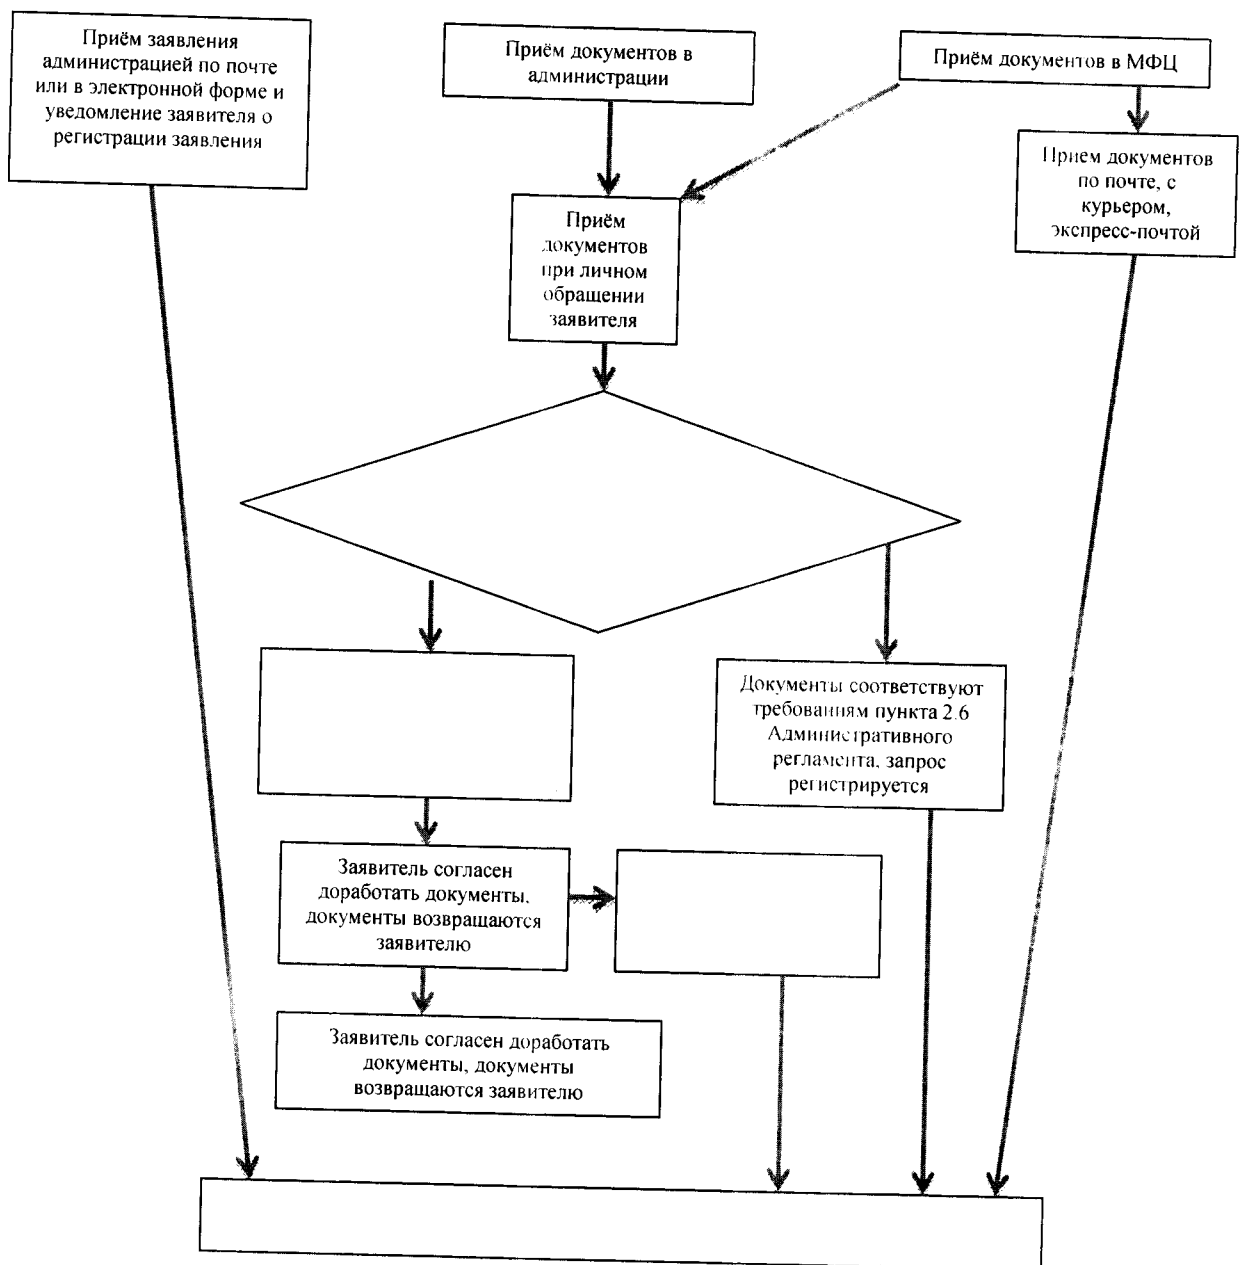 Приём заявления
администрацией по почте
или в электронной форме и
уведомление заявителя о
регистрации заявления
Приём документов в
администрации
Приём документов в МФЦ
Прием документов
по почте, с
курьером,
экспресс-почтой
Приём
документов
при личном
обращении
заявителя
Документы соответствуют
требованиям пункта 2.6
Административного
регламента, запрос
регистрируется
Заявитель согласен
доработать документы,
документы возвращаются
заявителю
Заявитель согласен доработать
документы, документы
возвращаются заявителю